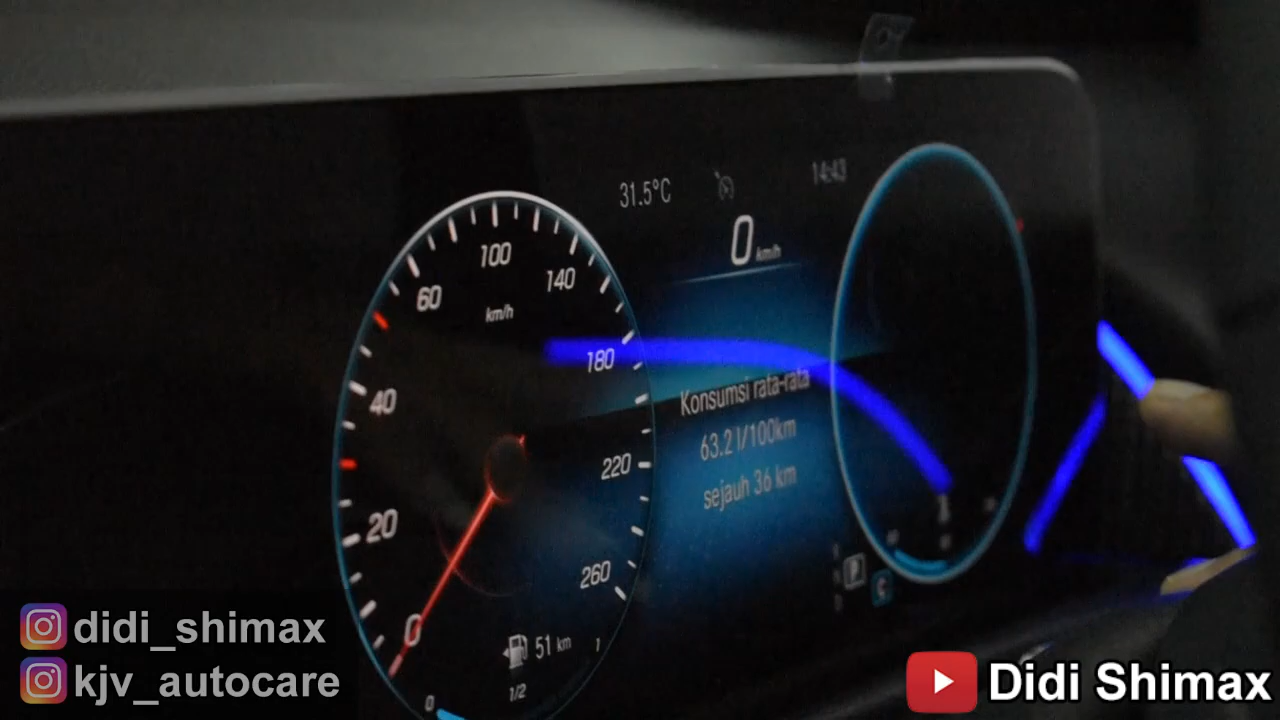 31.5°C
14:43
0 km/h
100
140
60
km/h
180
40
Konsumsi rata-rata
63.2 l/100km
220
sejauh 36 km
20
260
P
C
0
51 km
1
1/2
0
didi_shimax
kjv_autocare
Didi Shimax